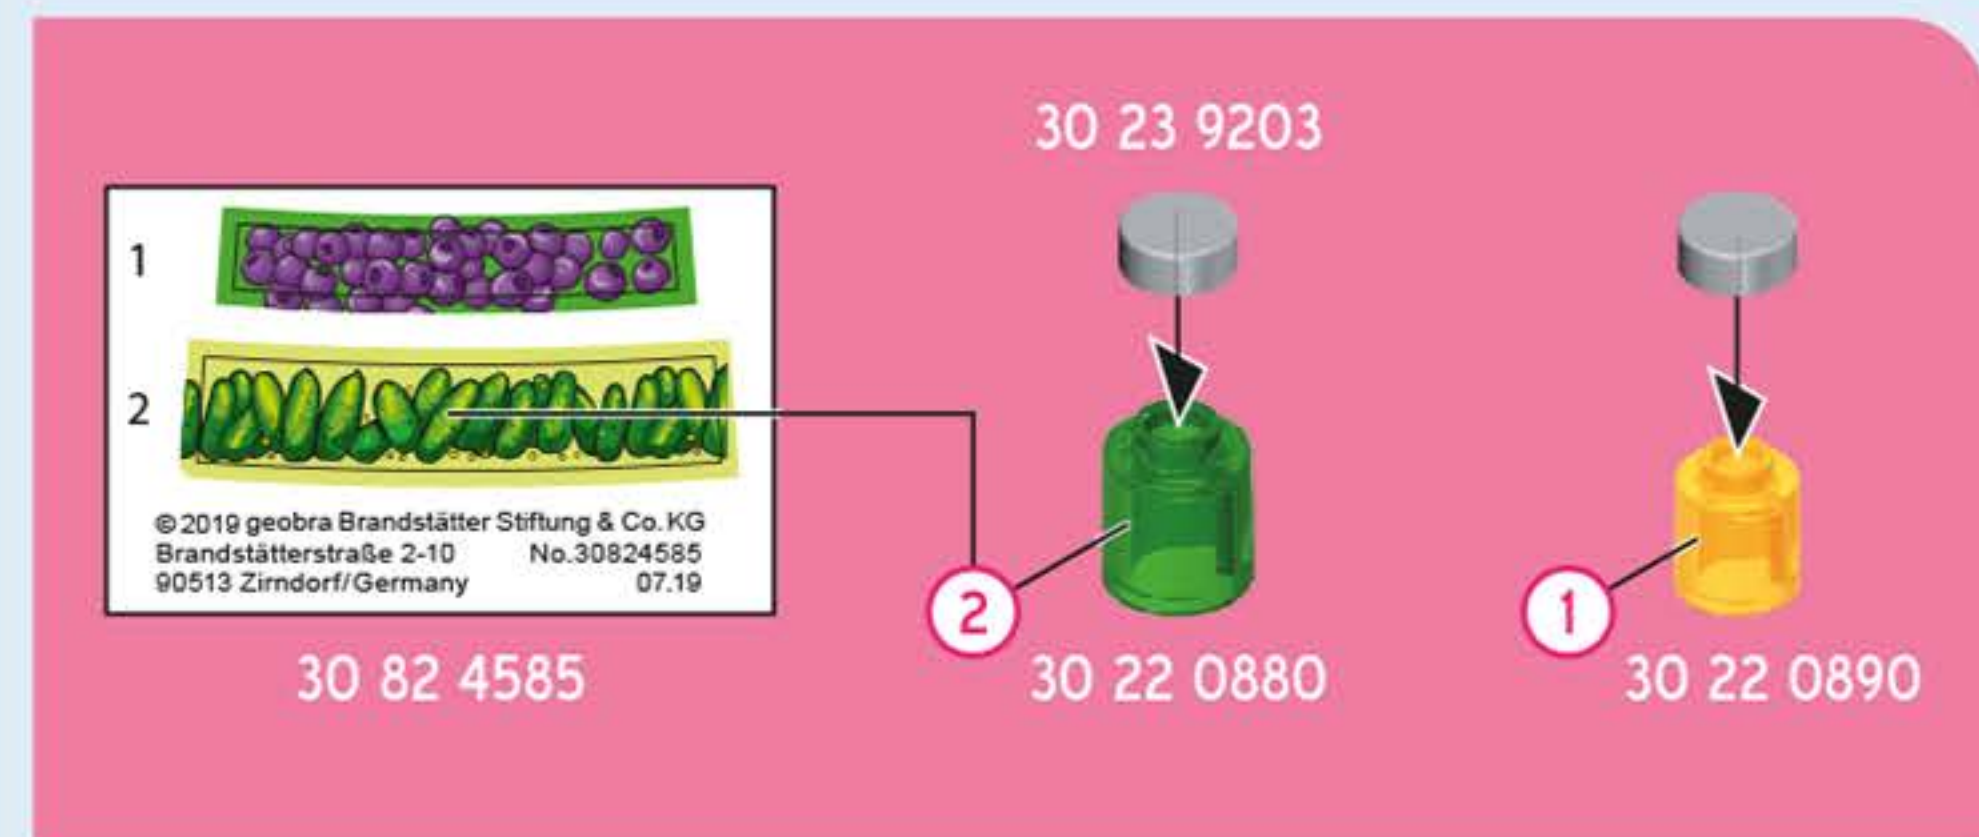 30 23 9203
1
2
© 2019 geobra Brandstätter Stiftung & Co. KG
Brandstätterstraße 2-10 No.30824585
90513 Zirndorf/Germany 07.19
2
1
30 82 4585
30 22 0880
30 22 0890